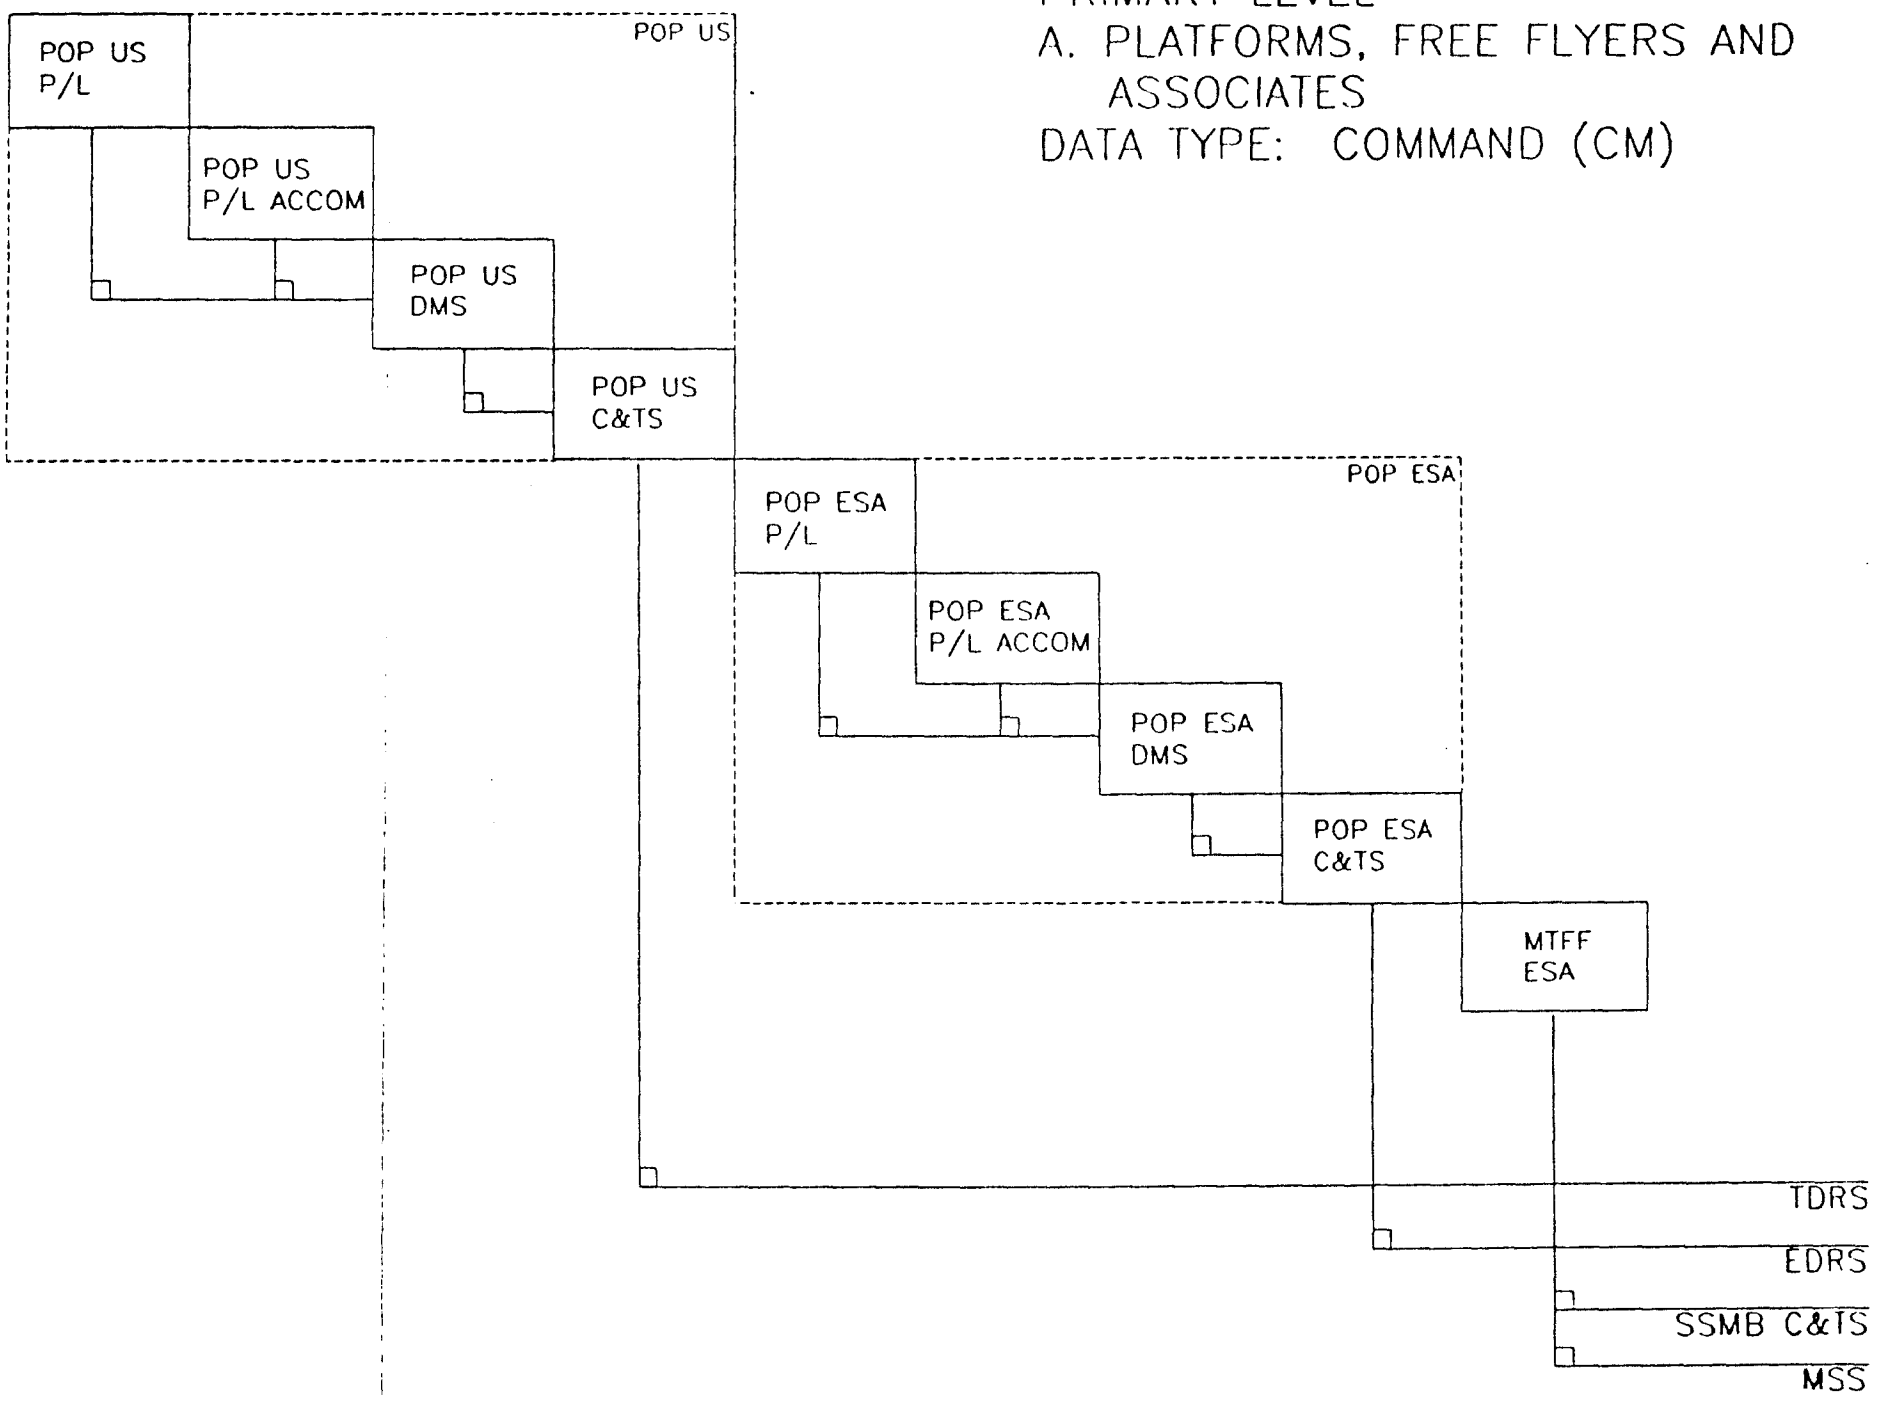 PRIMARY LEVEL
A. PLATFORMS, FREE FLYERS AND
ASSOCIATES
DATA TYPE: COMMAND (CM)
POP US
POP US
P/L
POP US
P/L ACCOM
POP US
DMS
POP US
C&TS
POP ESA
POP ESA
P/L
POP ESA
P/L ACCOM
POP ESA
DMS
POP ESA
C&TS
MTFF
ESA
TDRS
EDRS
SSMB C&TS
MSS